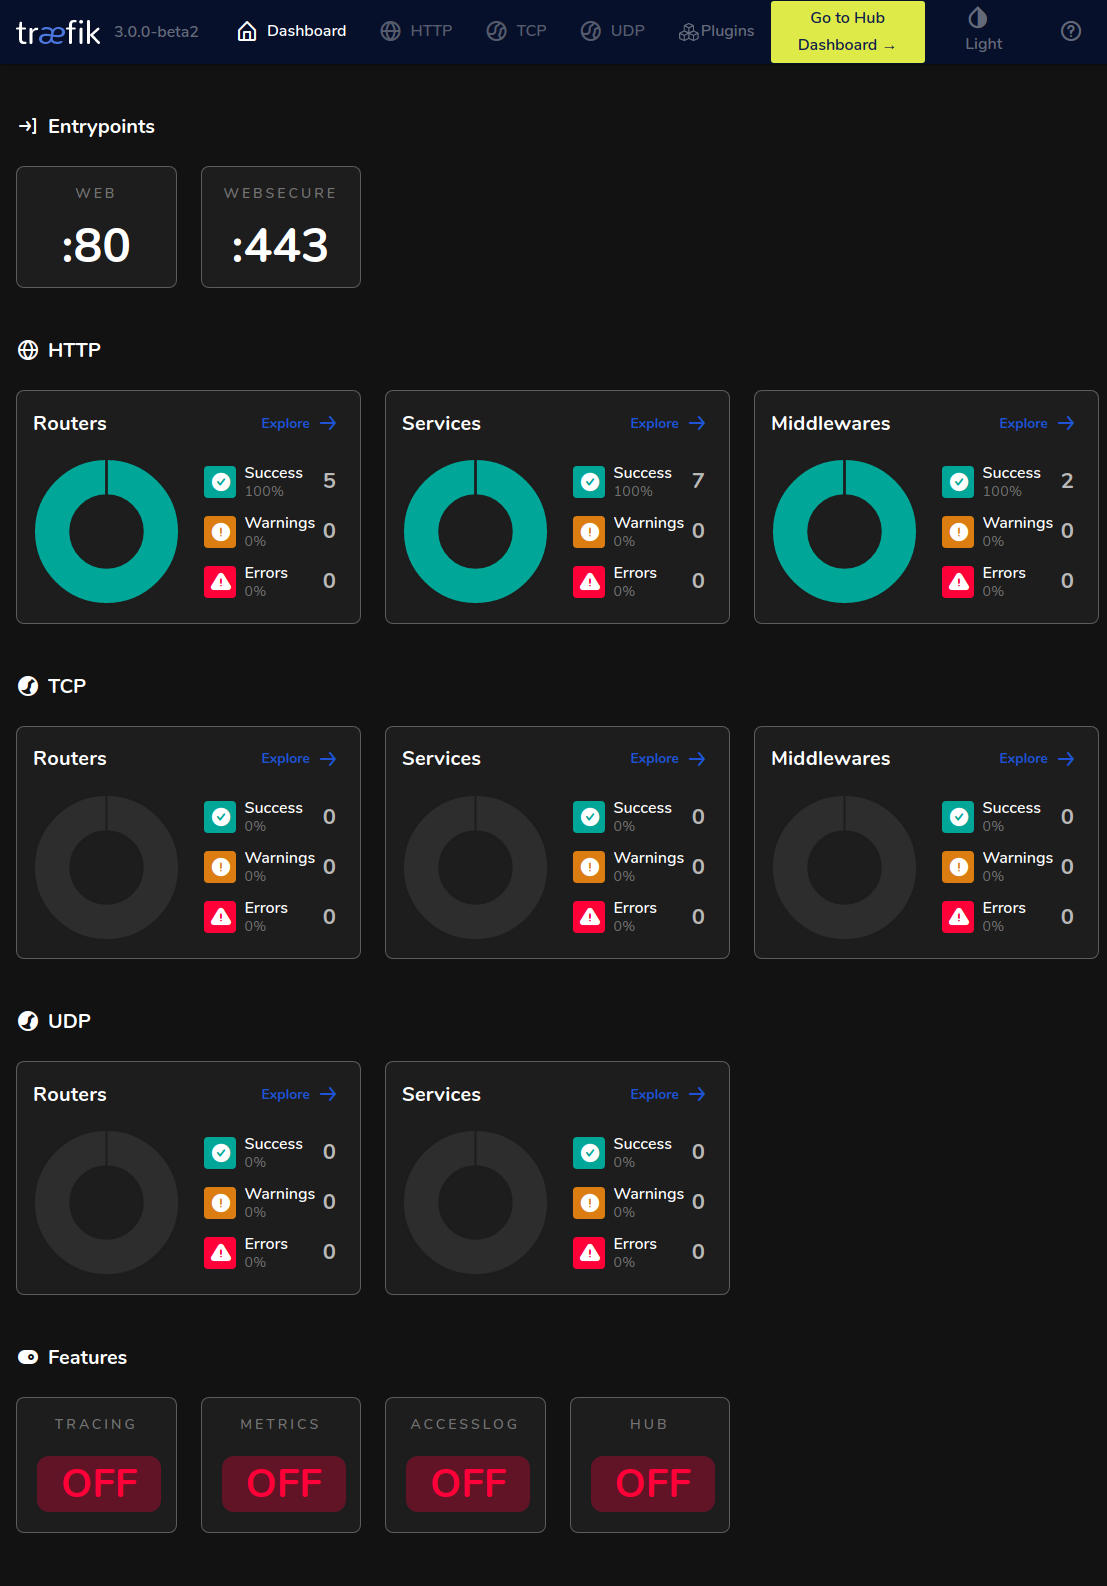 træfik 3.0.0-beta2 Dashboard HTTP TCP UDP Plugins Go to Hub Dashboard → Light
Entrypoints
WEB WEBSECURE
:80 :443
HTTP
Routers Explore Services Explore Middlewares Explore
Success 5 Success 7 Success 2
100% 100% 100%
Warnings 0 Warnings 0 Warnings 0
0% 0% 0%
Errors 0 Errors 0 Errors 0
0% 0% 0%
TCP
Routers Explore Services Explore Middlewares Explore
Success 0 Success 0 Success 0
0% 0% 0%
Warnings 0 Warnings 0 Warnings 0
0% 0% 0%
Errors 0 Errors 0 Errors 0
0% 0% 0%
UDP
Routers Explore Services Explore
Success 0 Success 0
0% 0%
Warnings 0 Warnings 0
0% 0%
Errors 0 Errors 0
0% 0%
Features
TRACING METRICS ACCESSLOG HUB
OFF OFF OFF OFF